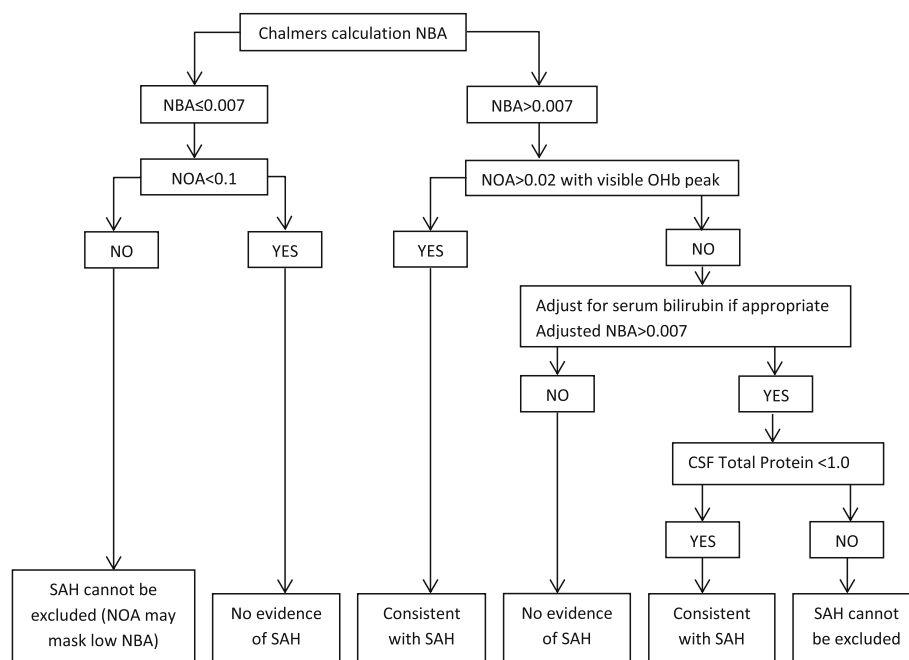 Chalmers calculation NBA
NBA≤0.007
NBA>0.007
NOA<0.1
NOA>0.02 with visible OHb peak
NO
YES
YES
NO
Adjust for serum bilirubin if appropriate
Adjusted NBA>0.007
NO
YES
CSF Total Protein <1.0
YES
NO
SAH cannot be
excluded (NOA may
mask low NBA)
No evidence
of SAH
Consistent
with SAH
No evidence
of SAH
Consistent
with SAH
SAH cannot
be excluded